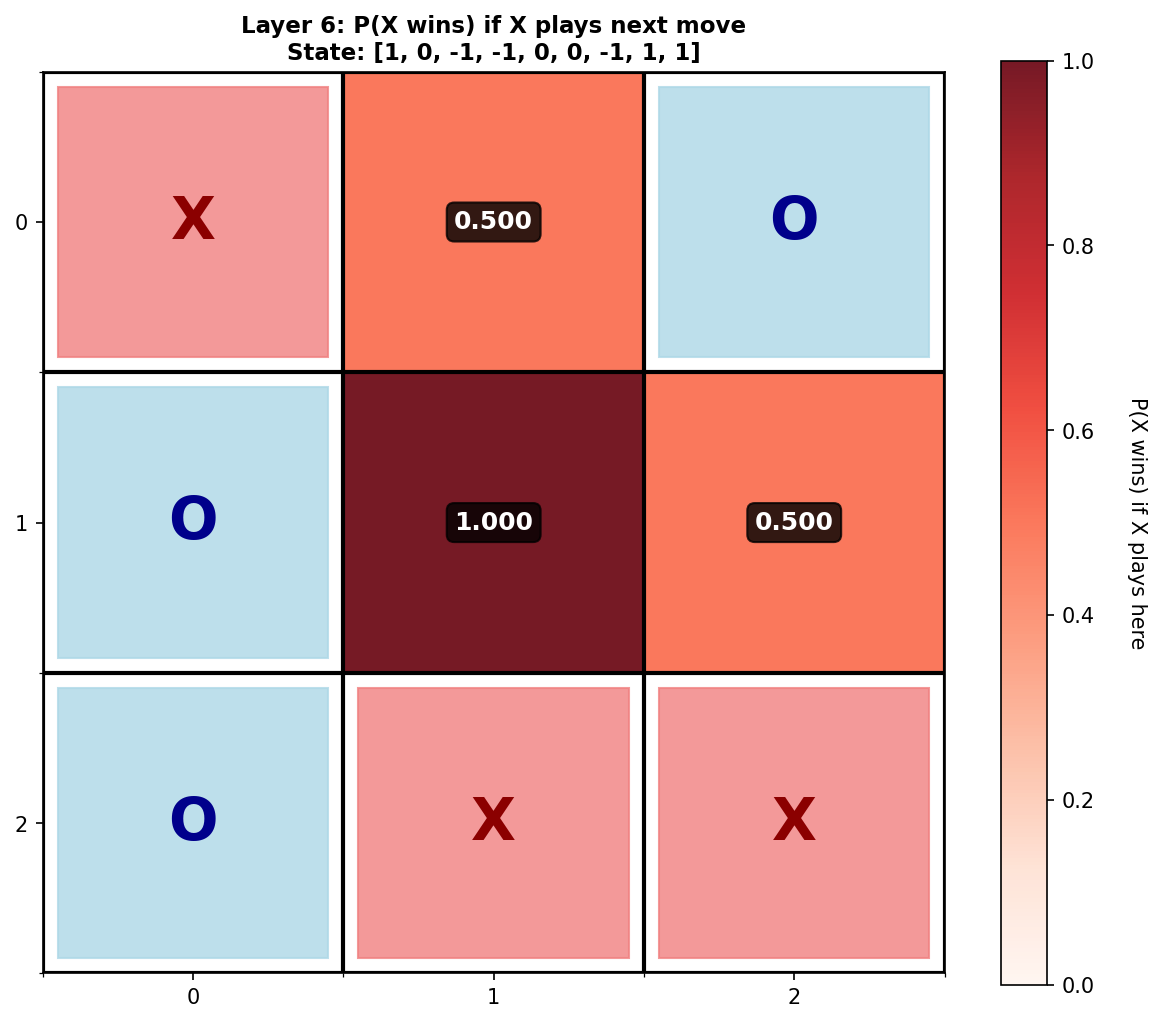 Layer 6: P(X wins) if X plays next move
State: [1, 0, -1, -1, 0, 0, -1, 1, 1]
X
0.500
O
O
1.000
0.500
O
X
X
0
1
2
0
1
2
1.0
0.8
0.6
0.4
0.2
0.0
P(X wins) if X plays here